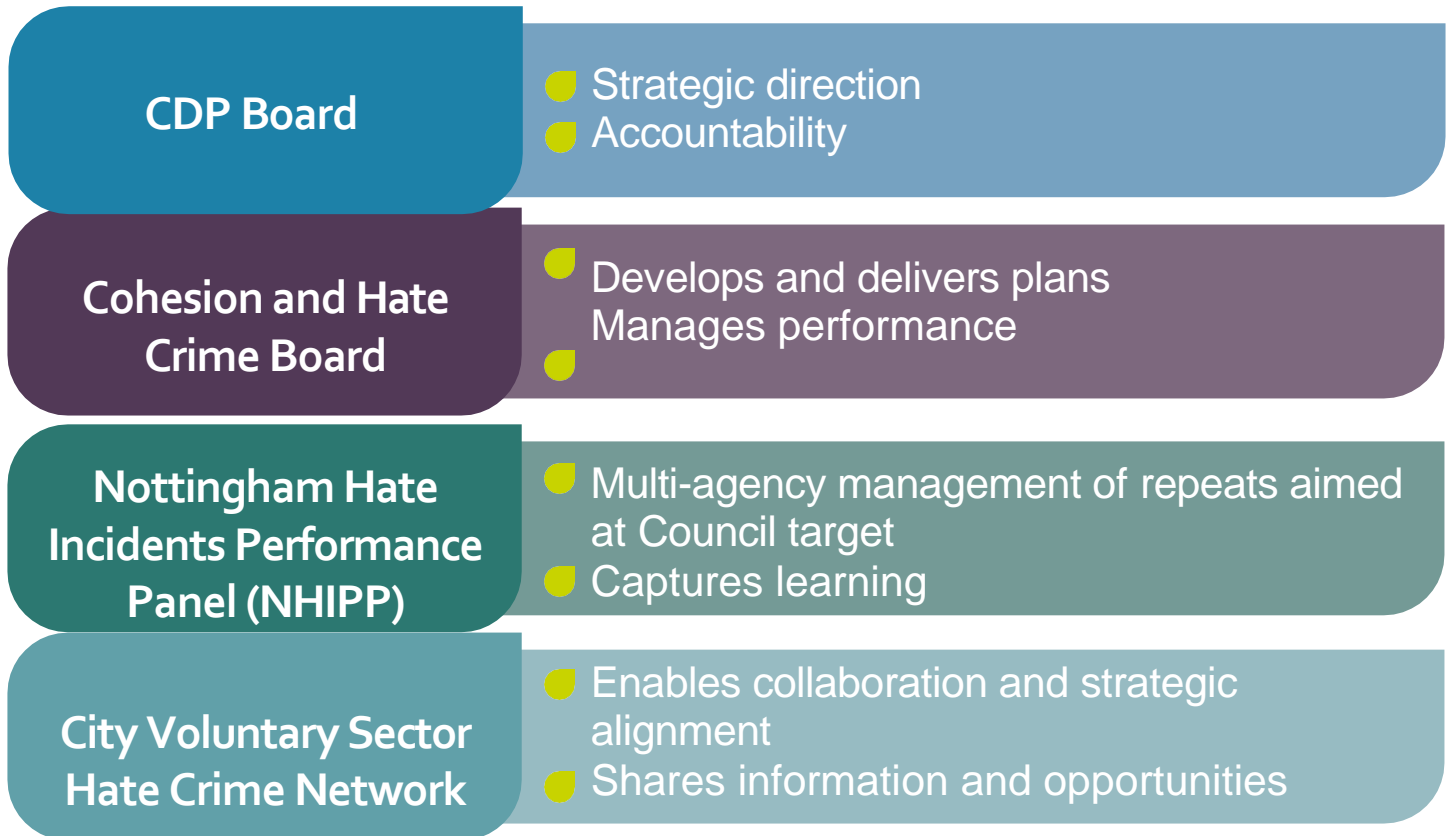 CDP Board
Strategic direction
Accountability
Cohesion and Hate
Crime Board
Develops and delivers plans
Manages performance
Nottingham Hate
Incidents Performance
Panel (NHIPP)
Multi-agency management of repeats aimed
at Council target
Captures learning
City Voluntary Sector
Hate Crime Network
Enables collaboration and strategic
alignment
Shares information and opportunities